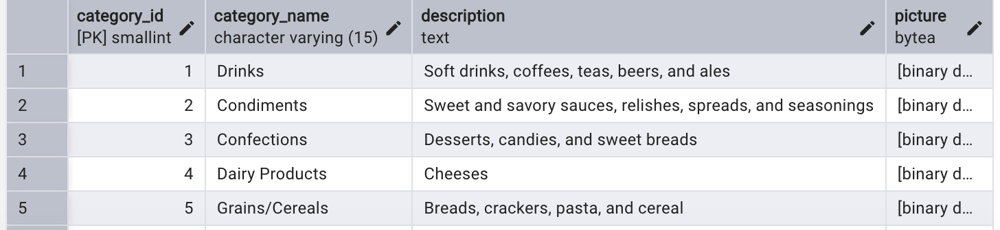 category_id category_name description picture
[PK] smallint character varying (15) text bytea
1 1 Drinks Soft drinks, coffees, teas, beers, and ales [binary d...
2 2 Condiments Sweet and savory sauces, relishes, spreads, and seasonings [binary d...
3 3 Confections Desserts, candies, and sweet breads [binary d...
4 4 Dairy Products Cheeses [binary d...
5 5 Grains/Cereals Breads, crackers, pasta, and cereal [binary d...